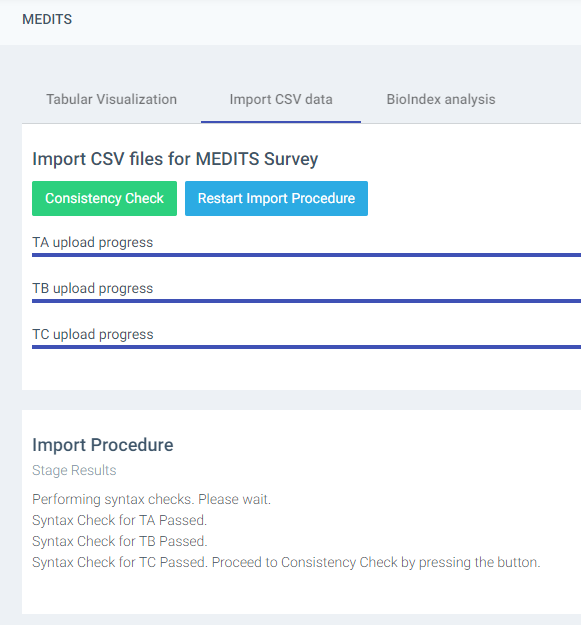 MEDITS
Tabular Visualization
Import CSV data
BioIndex analysis
Import CSV files for MEDITS Survey
Consistency Check
Restart Import Procedure
TA upload progress
TB upload progress
TC upload progress
Import Procedure
Stage Results
Performing syntax checks. Please wait.
Syntax Check for TA Passed.
Syntax Check for TB Passed.
Syntax Check for TC Passed. Proceed to Consistency Check by pressing the button.